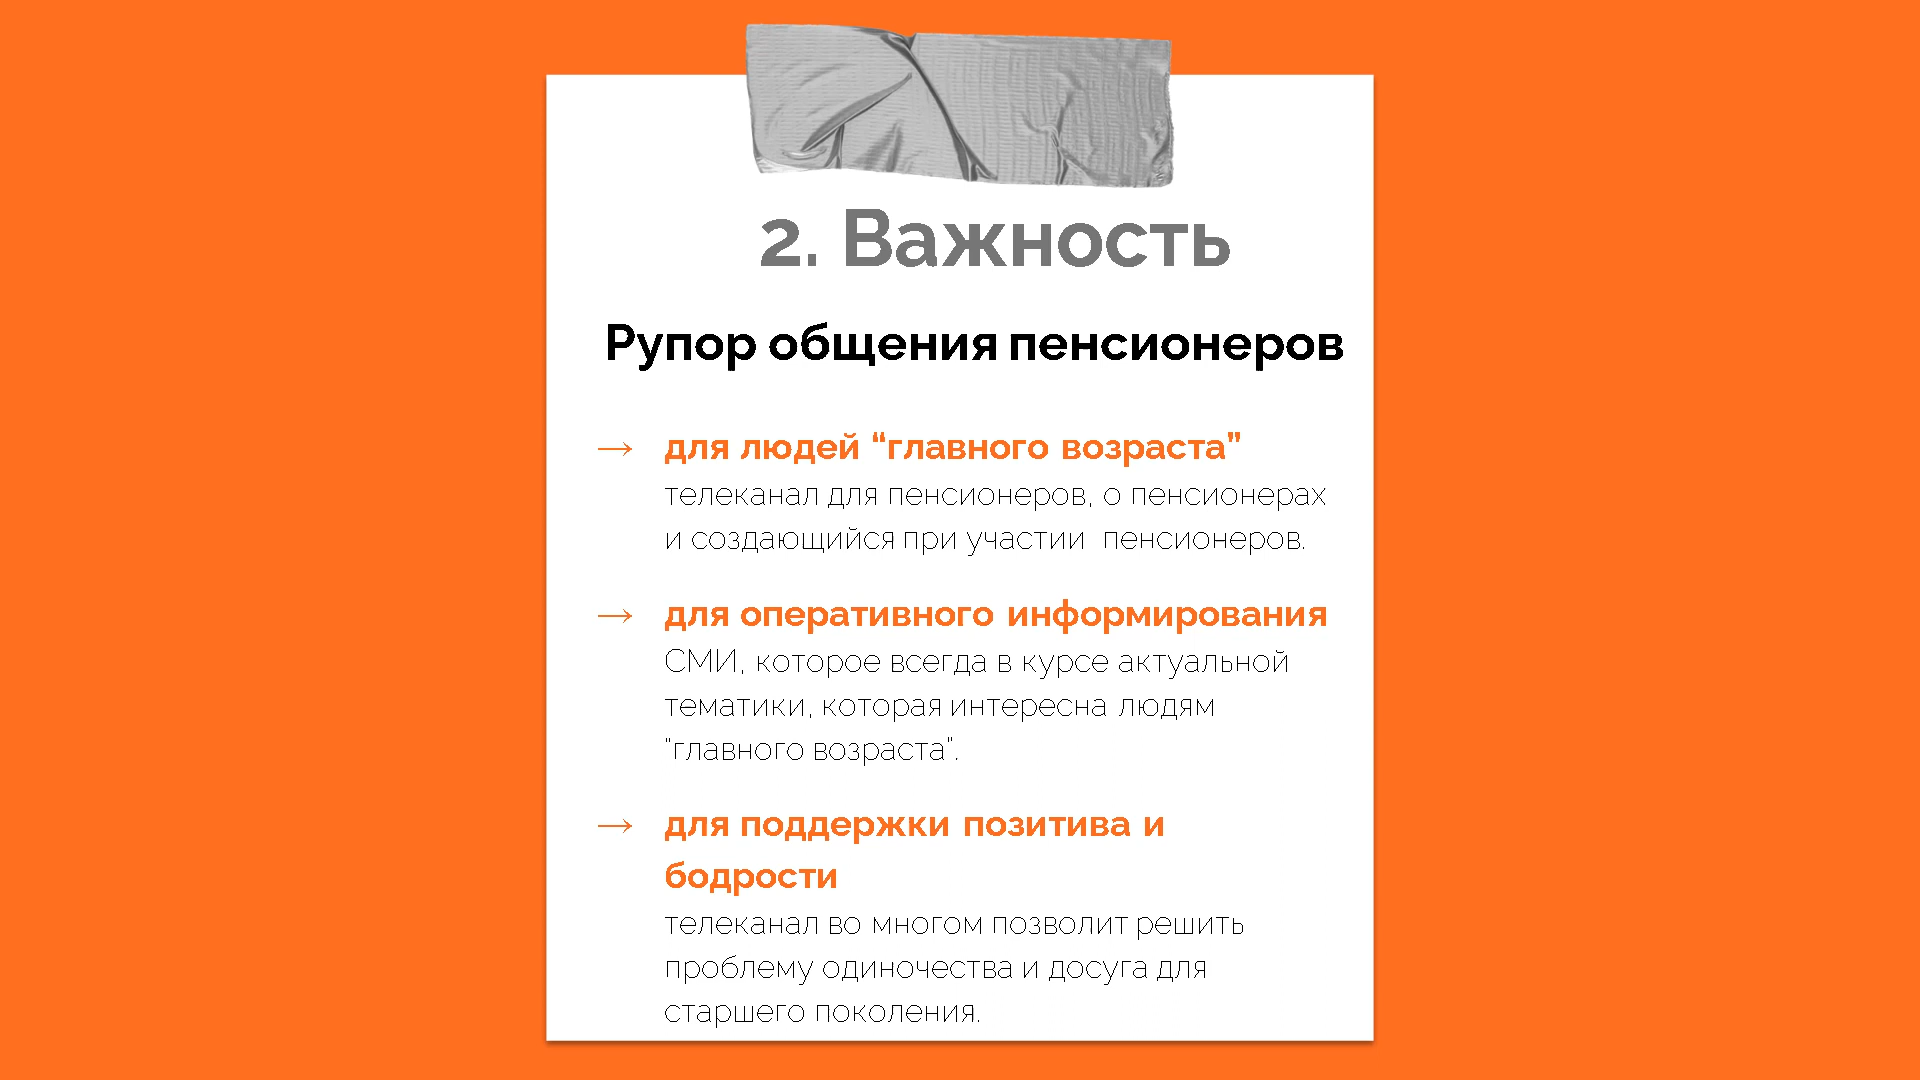 2. Важность
Рупор общения пенсионеров
→ для людей “главного возраста”
телеканал для пенсионеров, о пенсионерах
и создающийся при участии пенсионеров.
→ для оперативного информирования
СМИ, которое всегда в курсе актуальной
тематики, которая интересна людям
“главного возраста”.
→ для поддержки позитива и
бодрости
телеканал во многом позволит решить
проблему одиночества и досуга для
старшего поколения.